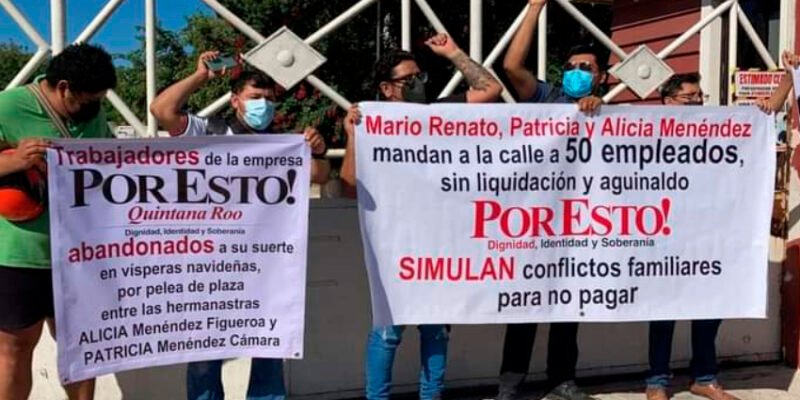 Trabajadores de la empresa
POR ESTO!
Quintana Roo
Dignidad, Identidad y Soberanía
abandonados a su suerte
en vísperas navideñas,
por pelea de plaza
entre las hermanastras
ALICIA Menéndez Figueroa y
PATRICIA Menéndez Cámara
Mario Renato, Patricia y Alicia Menéndez
mandan a la calle a 50 empleados,
sin liquidación y aguinaldo
POR ESTO!
Dignidad, Identidad y Soberanía
SIMULAN conflictos familiares
para no pagar
ESTIMADO